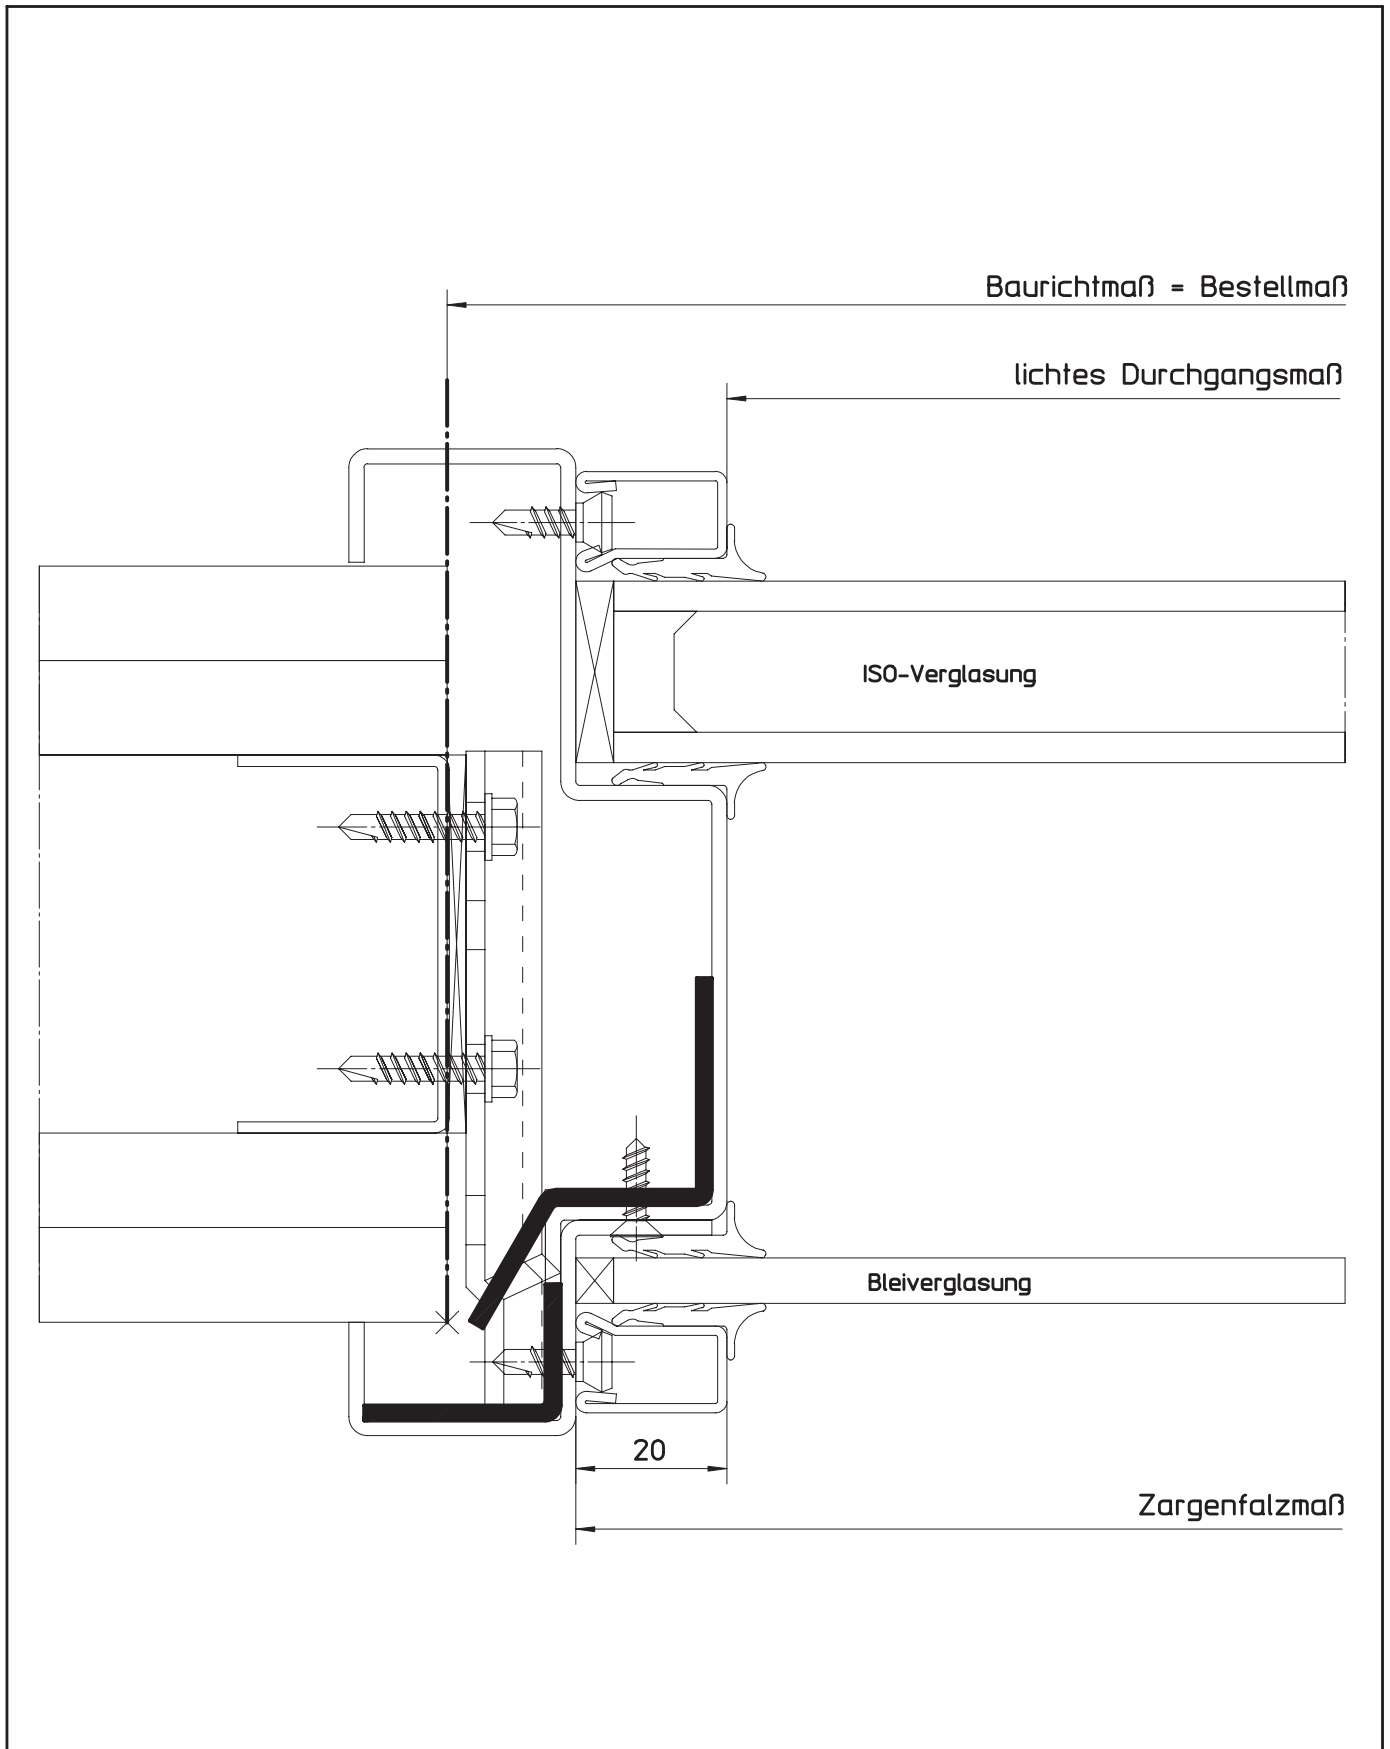 Baurichtmaß = Bestellmaß
lichtes Durchgangsmaß
ISO-Verglasung
Bleiverglasung
20
Zargenfalzmaß